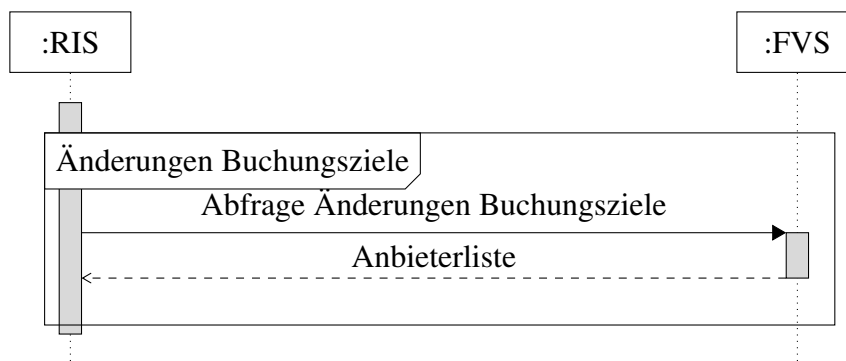 :RIS
:FVS
Änderungen Buchungsziele
Abfrage Änderungen Buchungsziele
Anbieterliste